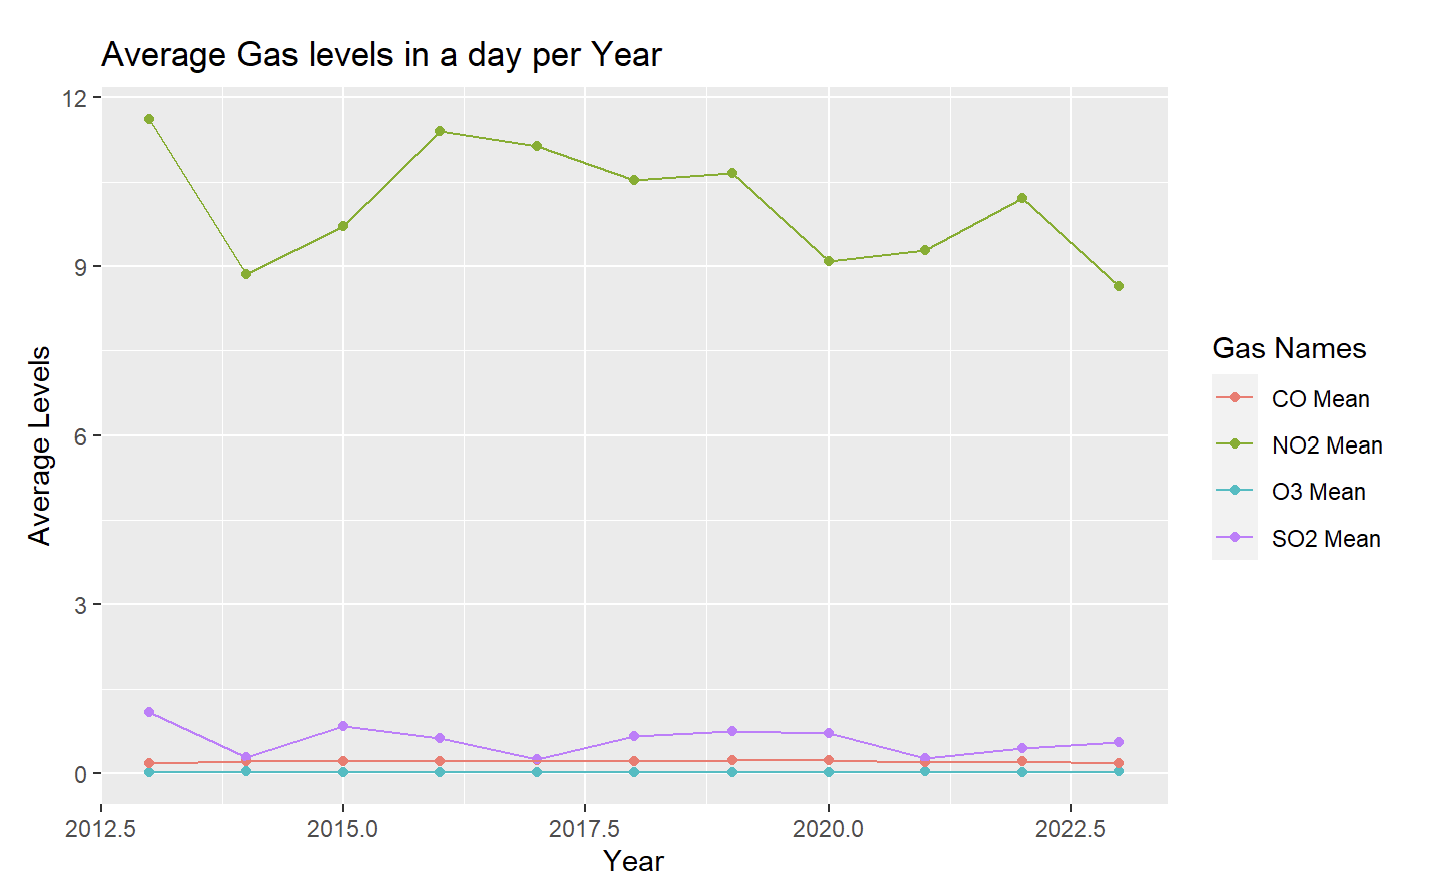 Average Gas levels in a day per Year
12
9
6
3
0
Average Levels
2012.5
2015.0
2017.5
2020.0
2022.5
Year
Gas Names
CO Mean
NO2 Mean
O3 Mean
SO2 Mean